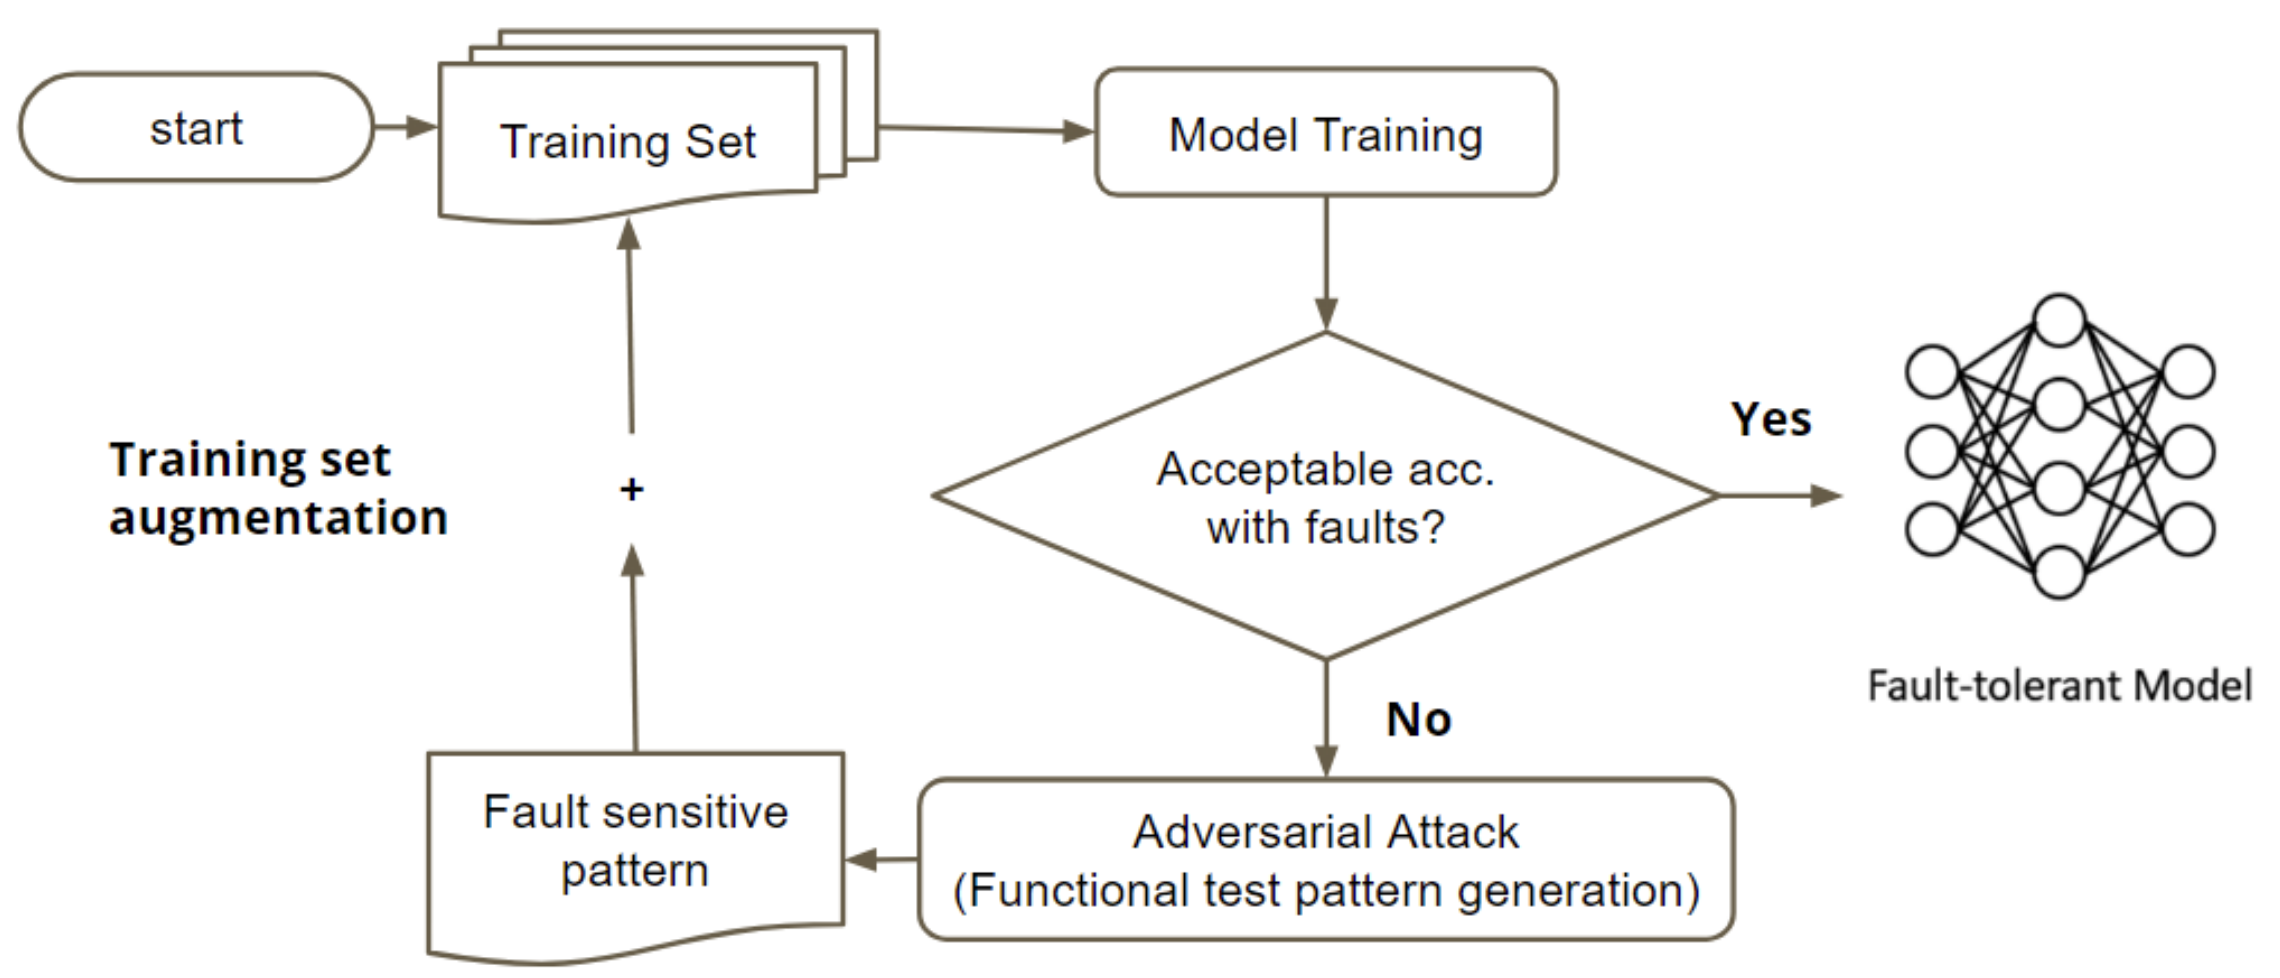 start
Training Set
Model Training
Acceptable acc.
with faults?
Yes
Fault-tolerant Model
No
Adversarial Attack
(Functional test pattern generation)
Fault sensitive
pattern
+
Training set
augmentation